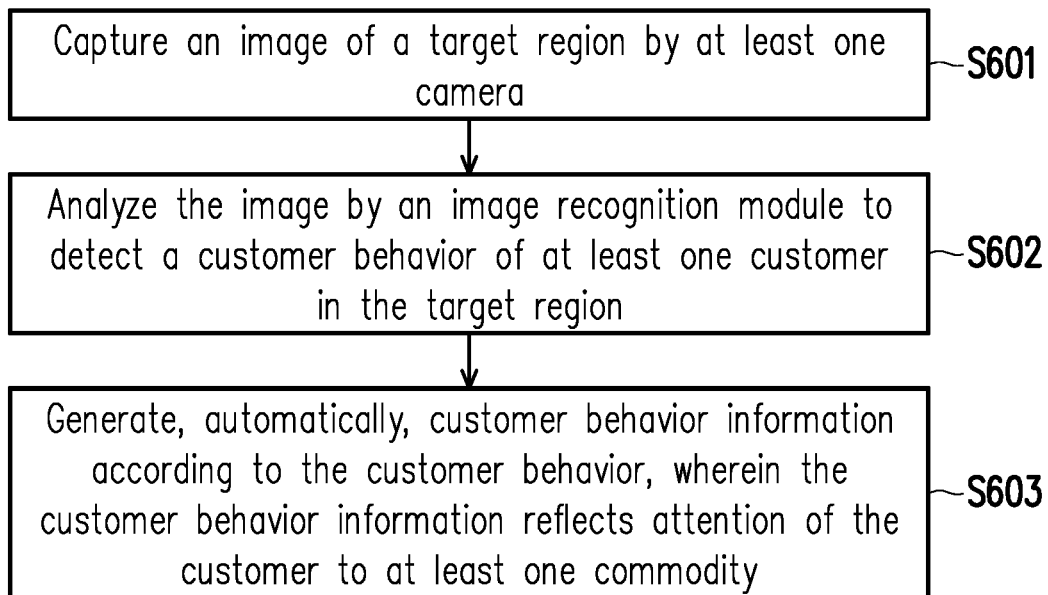 Capture an image of a target region by at least one
camera
S601
Analyze the image by an image recognition module to
detect a customer behavior of at least one customer
in the target region
S602
Generate, automatically, customer behavior information
according to the customer behavior, wherein the
customer behavior information reflects attention of the
customer to at least one commodity
S603